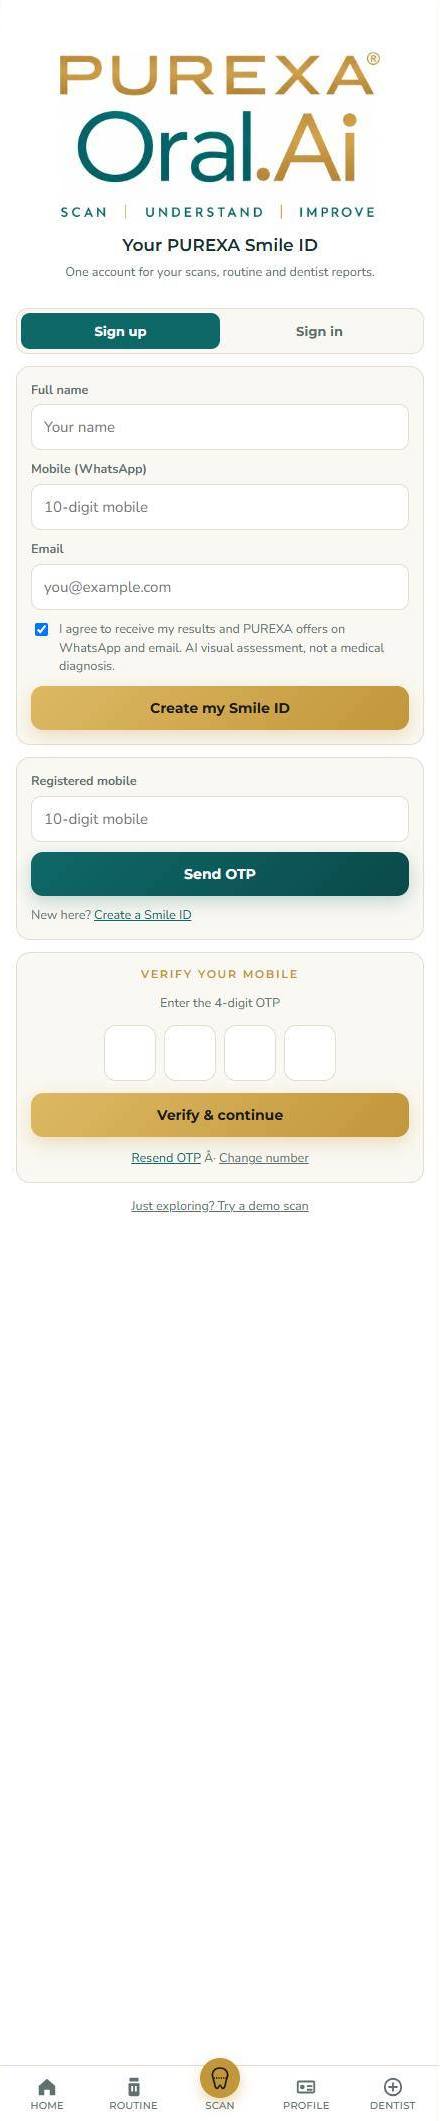 PUREXA®
Oral.Ai
SCAN | UNDERSTAND | IMPROVE
Your PUREXA Smile ID
One account for your scans, routine and dentist reports.
Sign up
Sign in
Full name
Your name
Mobile (WhatsApp)
10-digit mobile
Email
you@example.com
I agree to receive my results and PUREXA offers on
WhatsApp and email. AI visual assessment, not a medical
diagnosis.
Create my Smile ID
Registered mobile
10-digit mobile
Send OTP
New here? Create a Smile ID
VERIFY YOUR MOBILE
Enter the 4-digit OTP
Verify & continue
Resend OTP Â· Change number
Just exploring? Try a demo scan
HOME
ROUTINE
SCAN
PROFILE
DENTIST